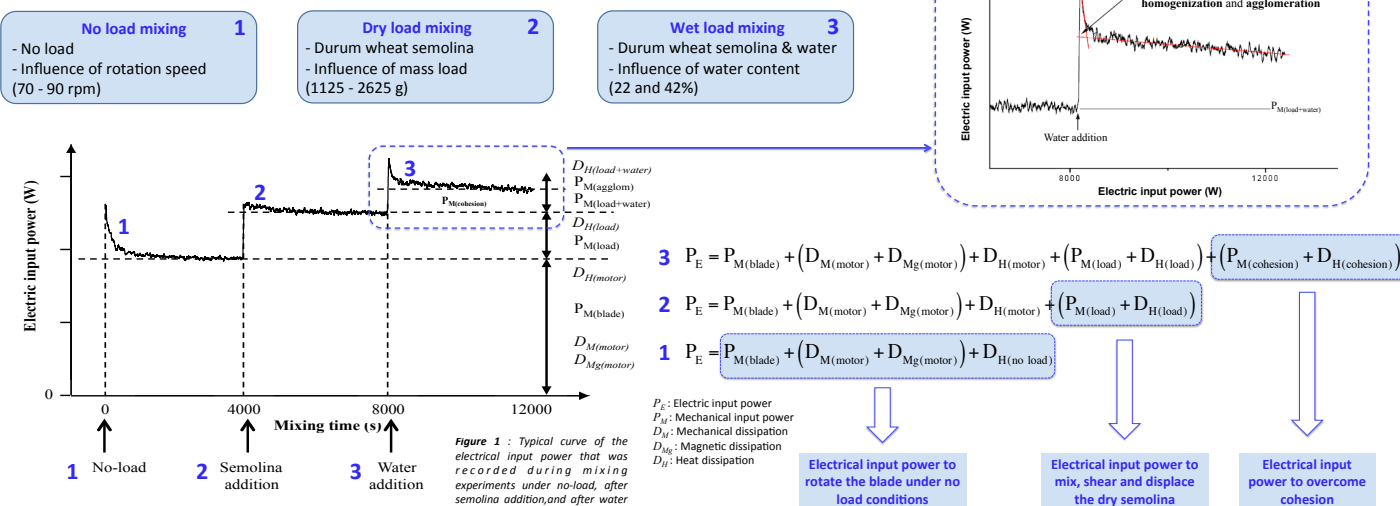 No load mixing 1
- No load
- Influence of rotation speed
(70 - 90 rpm)
Dry load mixing 2
- Durum wheat semolina
- Influence of mass load
(1125 - 2625 g)
Wet load mixing 3
- Durum wheat semolina & water
- Influence of water content
(22 and 42%)
homogenization and agglomeration
Electric input power (W)
P_M(load+water)
Water addition
8000 12000
Electric input power (W)
Electric input power (W)
1
2
3
P_M(cohesion)
D_H(load+water)
P_M(agglom)
P_M(load+water)
D_H(load)
P_M(load)
D_H(motor)
P_M(blade)
D_M(motor)
D_Mg(motor)
0
0 4000 8000 12000
Mixing time (s)
1 No-load
2 Semolina
addition
3 Water
addition
Figure 1 : Typical curve of the
electrical input power that was
recorded during mixing
experiments under no-load, after
semolina addition,and after water
3 P_E = P_M(blade) + (D_M(motor) + D_Mg(motor)) + D_H(motor) + (P_M(load) + D_H(load)) + (P_M(cohesion) + D_H(cohesion))
2 P_E = P_M(blade) + (D_M(motor) + D_Mg(motor)) + D_H(motor) + (P_M(load) + D_H(load))
1 P_E = P_M(blade) + (D_M(motor) + D_Mg(motor)) + D_H(no load)
P_E : Electric input power
P_M : Mechanical input power
D_M : Mechanical dissipation
D_Mg : Magnetic dissipation
D_H : Heat dissipation
Electrical input power to
rotate the blade under no
load conditions
Electrical input power to
mix, shear and displace
the dry semolina
Electrical input
power to overcome
cohesion